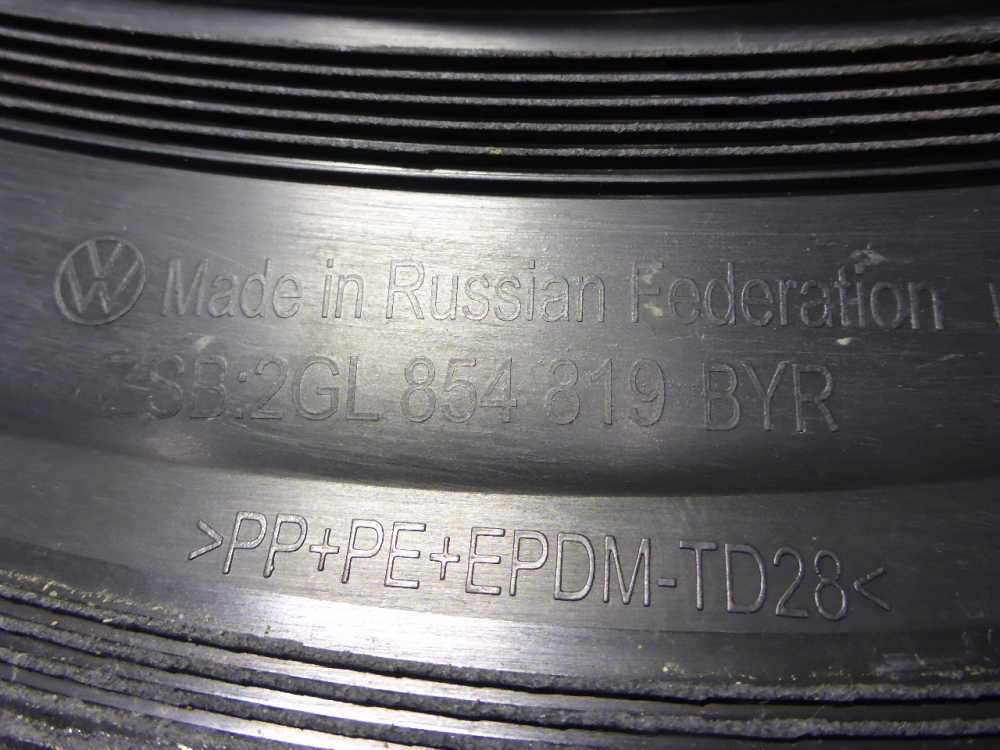 Made in Russian Federation
ZSB:2GL 854 819 BYR
>PP+PE+EPDM-TD28<